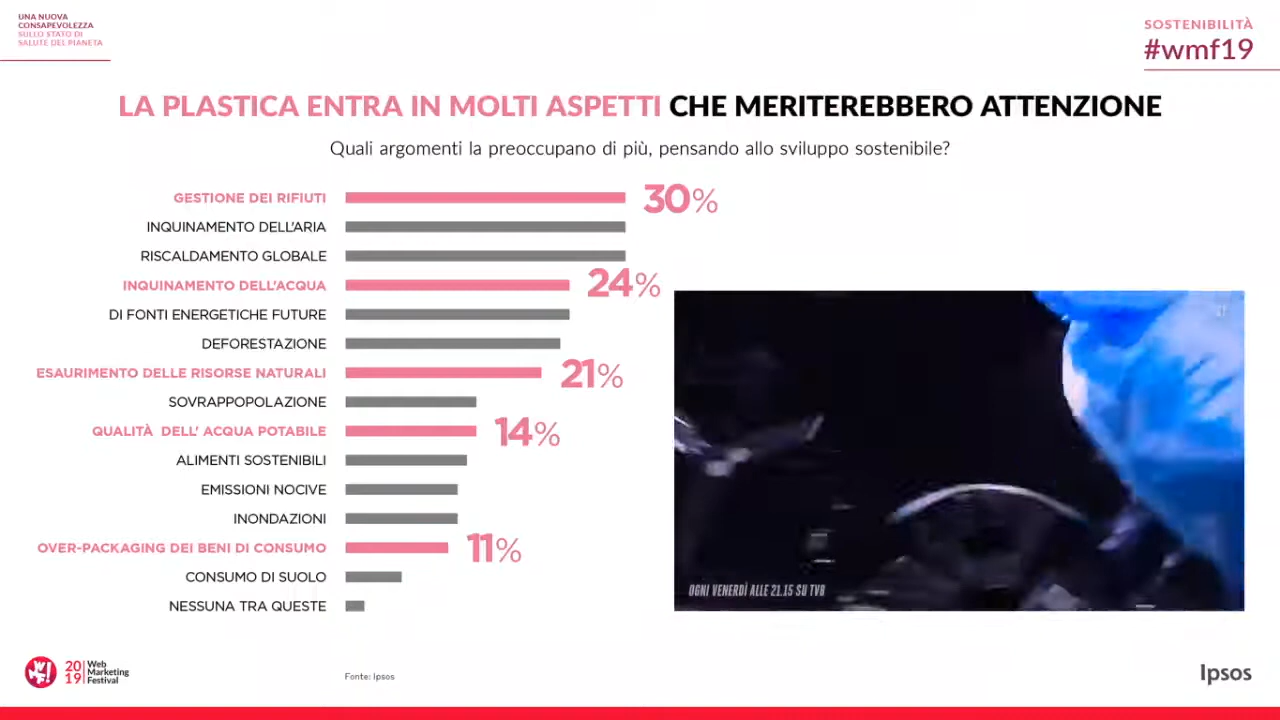 UNA NUOVA
CONSAPEVOLEZZA
SULLO STATO DI
SALUTE DEL PIANETA
SOSTENIBILITÀ
#wmf19
LA PLASTICA ENTRA IN MOLTI ASPETTI CHE MERITEREBBERO ATTENZIONE
Quali argomenti la preoccupano di più, pensando allo sviluppo sostenibile?
GESTIONE DEI RIFIUTI 30%
INQUINAMENTO DELL'ARIA
RISCALDAMENTO GLOBALE
INQUINAMENTO DELL'ACQUA 24%
DI FONTI ENERGETICHE FUTURE
DEFORESTAZIONE
ESAURIMENTO DELLE RISORSE NATURALI 21%
SOVRAPPOPOLAZIONE
QUALITÀ DELL' ACQUA POTABILE 14%
ALIMENTI SOSTENIBILI
EMISSIONI NOCIVE
INONDAZIONI
OVER-PACKAGING DEI BENI DI CONSUMO 11%
CONSUMO DI SUOLO
NESSUNA TRA QUESTE
OGNI VENERDÌ ALLE 21.15 SU TV8
20
19
Web
Marketing
Festival
Fonte: Ipsos
Ipsos